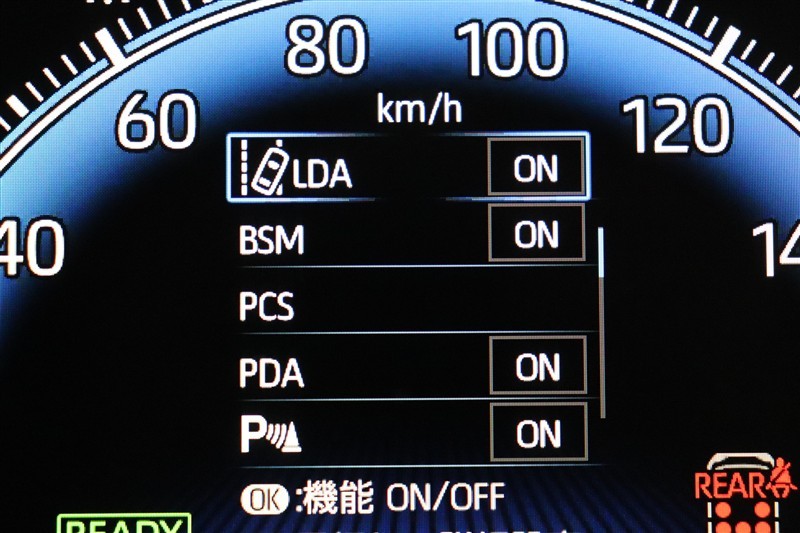 80 100
60 km/h 120
LDA ON
40 BSM ON
PCS
PDA ON
P ON
OK :機能 ON/OFF
REAR
READY